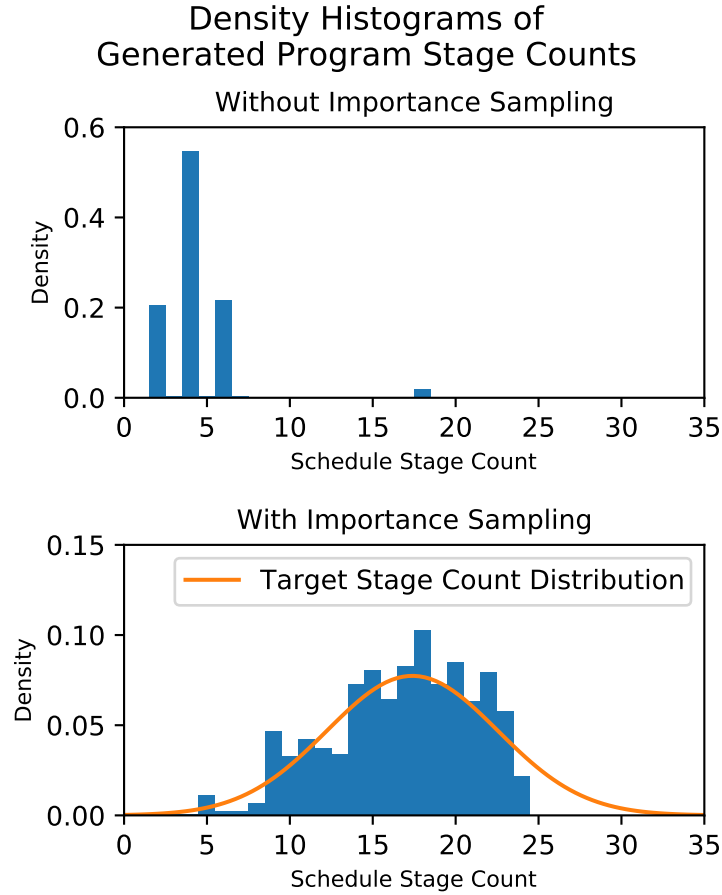 Density Histograms of
Generated Program Stage Counts
Without Importance Sampling
0.6
0.4
0.2
0.0
Density
0 5 10 15 20 25 30 35
Schedule Stage Count
With Importance Sampling
Target Stage Count Distribution
0.15
0.10
0.05
0.00
Density
0 5 10 15 20 25 30 35
Schedule Stage Count